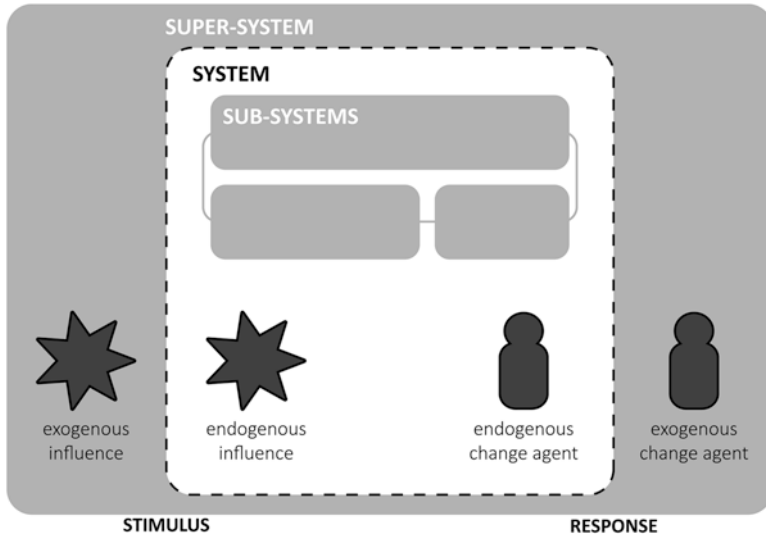 SUPER-SYSTEM
SYSTEM
SUB-SYSTEMS
exogenous
influence
endogenous
influence
endogenous
change agent
exogenous
change agent
STIMULUS
RESPONSE